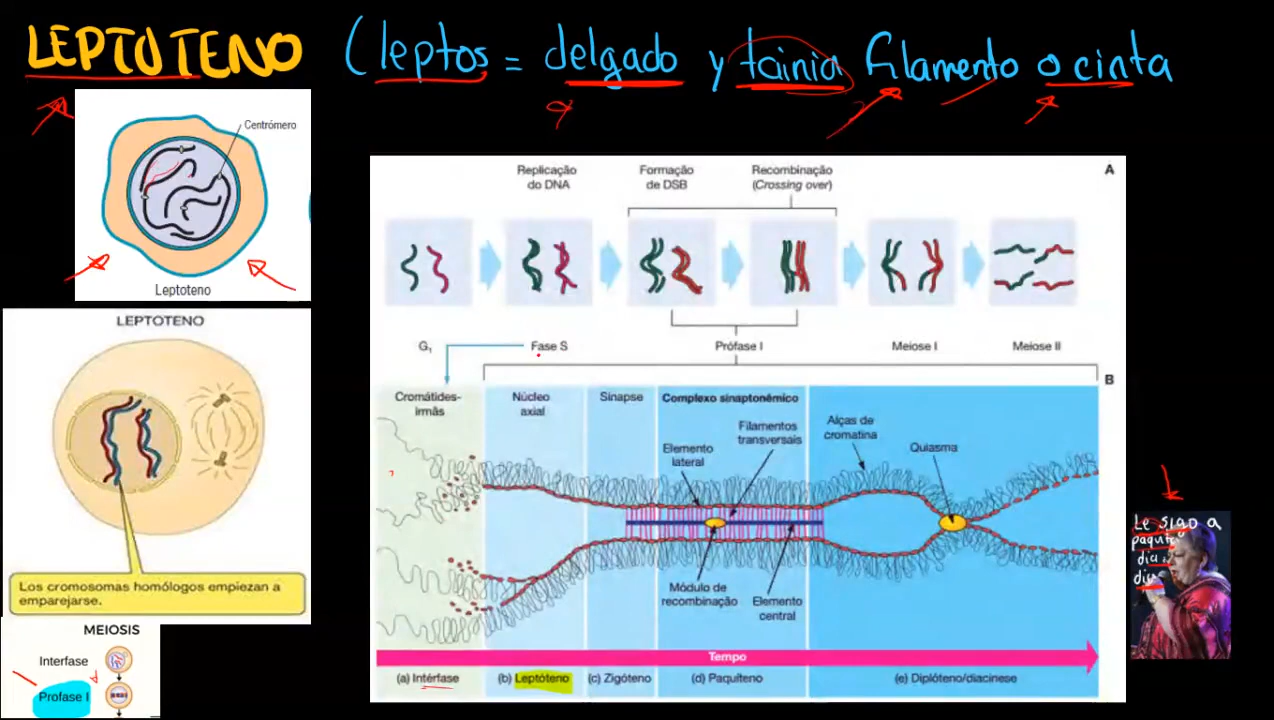 LEPTOTENO (leptos = delgado y tainia filamento o cinta
Centrómero
Leptoteno
LEPTOTENO
Los cromosomas homólogos empiezan a
emparejarse.
MEIOSIS
Interfase
Profase I
A
Replicação
do DNA
Formação
de DSB
Recombinação
(Crossing over)
G1
Fase S
Prófase I
Meiose I
Meiose II
B
Cromátides-
irmãs
Núcleo
axial
Sinapse
Complexo sinaptonémico
Elemento
lateral
Filamentos
transversais
Alças de
cromatina
Quiasma
Módulo de
recombinação
Elemento
central
Tempo
(a) Intérfase
(b) Leptóteno
(c) Zigóteno
(d) Paquíteno
(e) Diplóteno/diacinese
Le sigo a